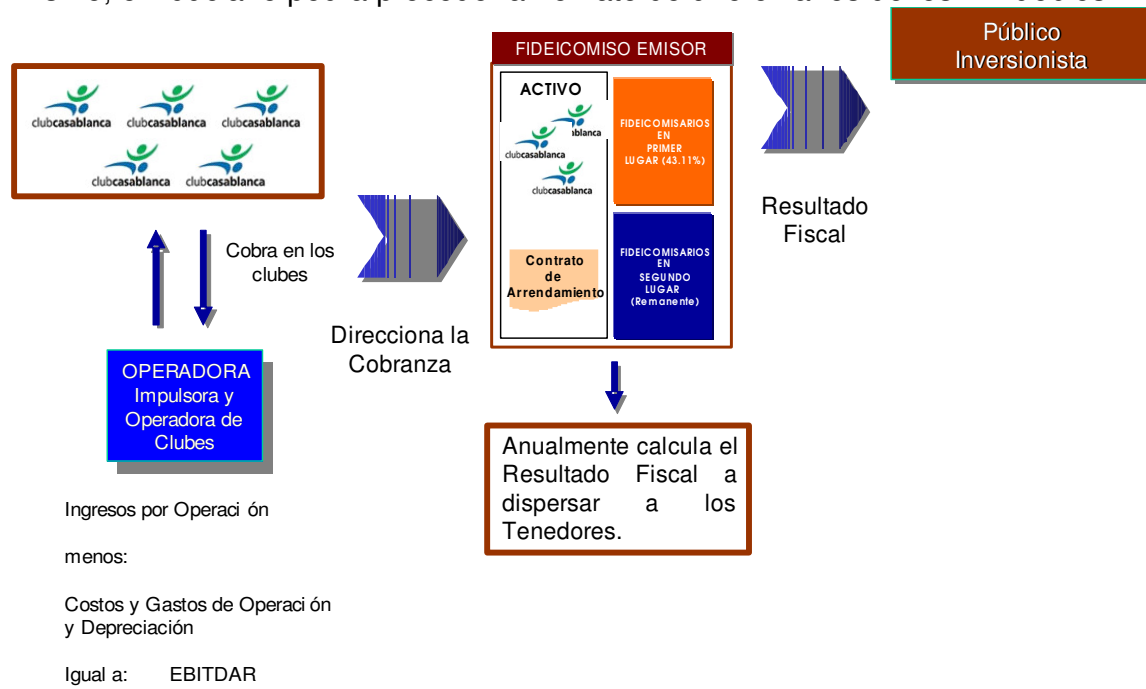 Público
Inversionista
FIDEICOMISO EMISOR
clubcasablanca clubcasablanca clubcasablanca
clubcasablanca clubcasablanca
ACTIVO
blanca
clubcasablanca
clubcasablanca
Contrato
de
Arrendamiento
FIDEICOMISARIOS
EN
PRIMER
LUGAR (43.11%)
FIDEICOMISARIOS
EN
SEGUNDO
LUGAR
(Remanente)
Resultado
Fiscal
Cobra en los
clubes
Direcciona la
Cobranza
OPERADORA
Impulsora y
Operadora de
Clubes
Anualmente calcula el
Resultado Fiscal a
dispersar a los
Tenedores.
Ingresos por Operaci ón
menos:
Costos y Gastos de Operaci ón
y Depreciación
Igual a: EBITDAR